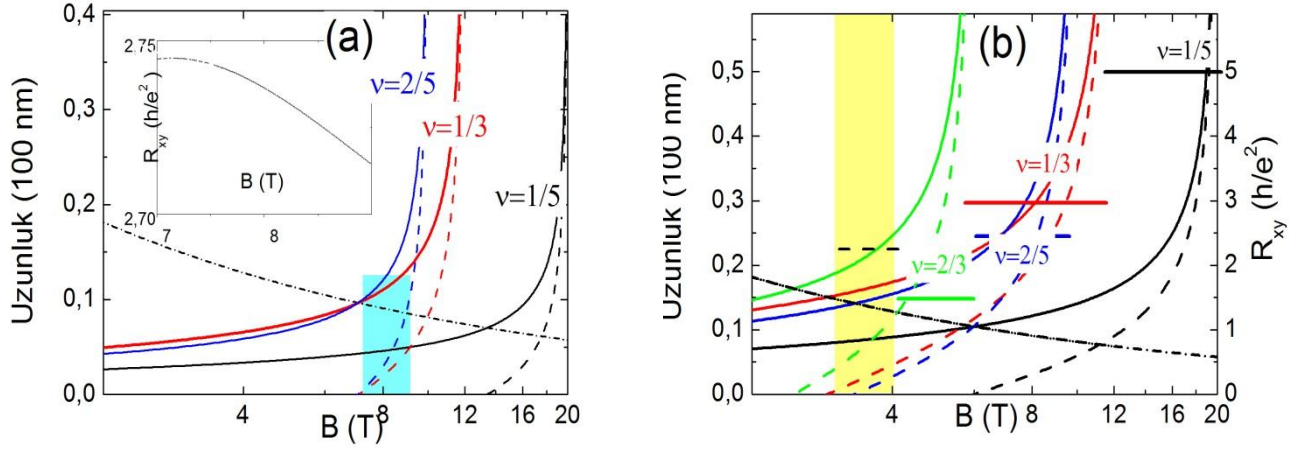 (a)
0,4
0,3
0,2
0,1
0,0
Uzunluk (100 nm)
2,75
2,70
R_xy (h/e²)
7
8
B (T)
ν=2/5
ν=1/3
ν=1/5
4
8
12
16
20
B (T)
(b)
0,5
0,4
0,3
0,2
0,1
0,0
Uzunluk (100 nm)
ν=1/5
ν=1/3
ν=2/5
ν=2/3
5
4
3
2
1
0
R_xy (h/e²)
4
8
12
16
20
B (T)